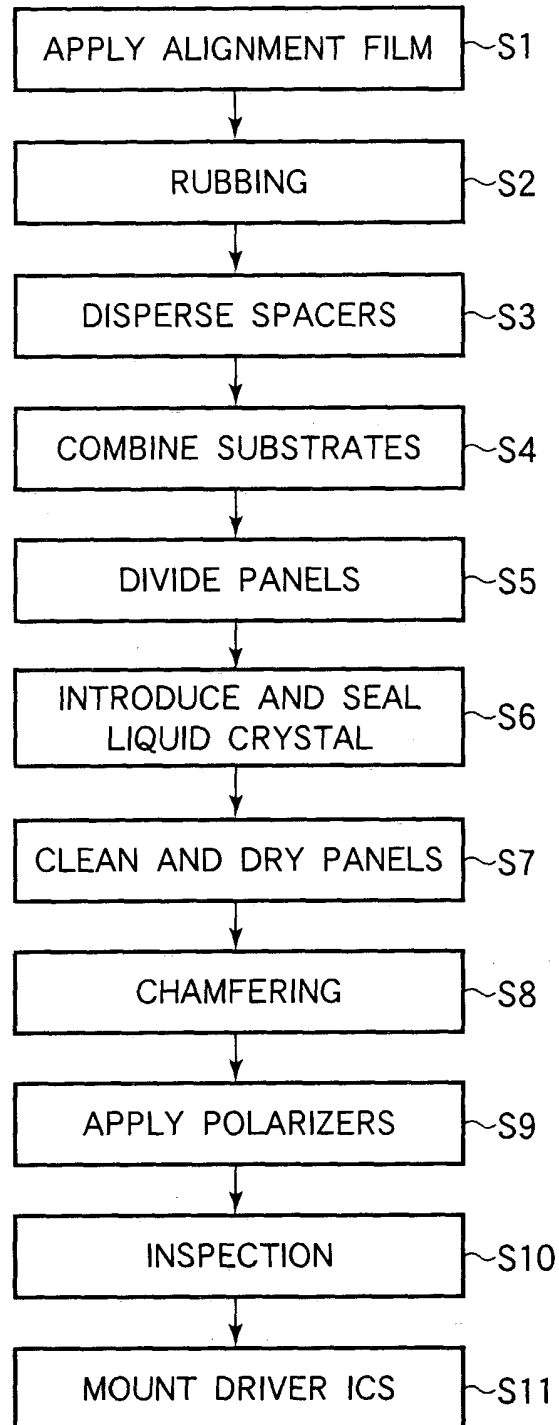 APPLY ALIGNMENT FILM S1
RUBBING S2
DISPERSE SPACERS S3
COMBINE SUBSTRATES S4
DIVIDE PANELS S5
INTRODUCE AND SEAL
LIQUID CRYSTAL S6
CLEAN AND DRY PANELS S7
CHAMFERING S8
APPLY POLARIZERS S9
INSPECTION S10
MOUNT DRIVER ICS S11